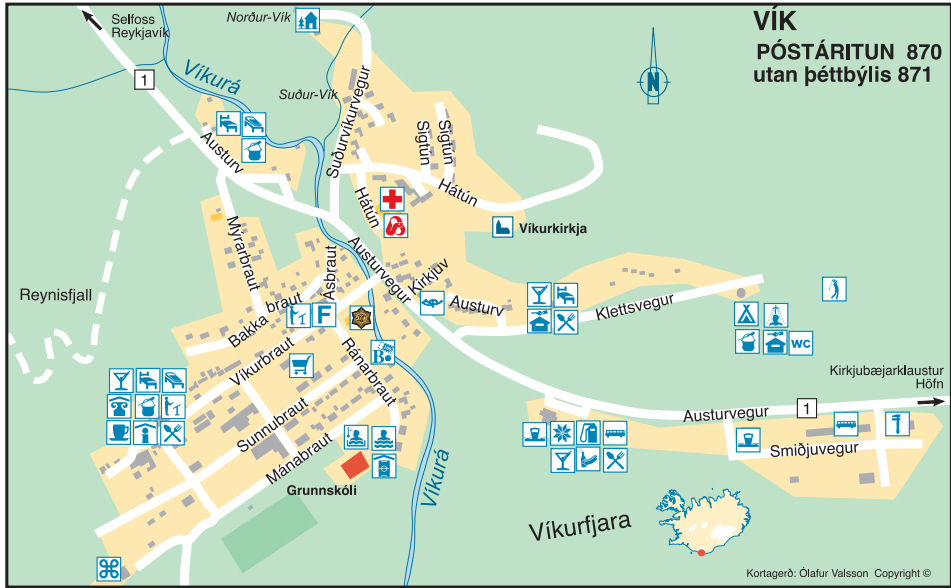 Selfoss
Reykjavík
1
Víkurá
Norður-Vík
Suður-Vík
Suðurvíkurvegur
VÍK
PÓSTÁRITUN 870
utan þéttbýlis 871
N
Austurv
Sigtún
Sigtún
Hátún
Hátún
Víkurkirkja
Mýrarbraut
Reynisfjall
Austurvegur
Ásbraut
Kirkjuv
Austurv
Klettsvegur
Bakka braut
F
Víkurbraut
B
Ránarbraut
WC
Kirkjubæjarklaustur
Höfn
Austurvegur
1
Smiðjuvegur
Sunnubraut
Mánabraut
Grunnskóli
Víkurá
Víkurfjara
Kortagerð: Ólafur Valsson Copyright ©